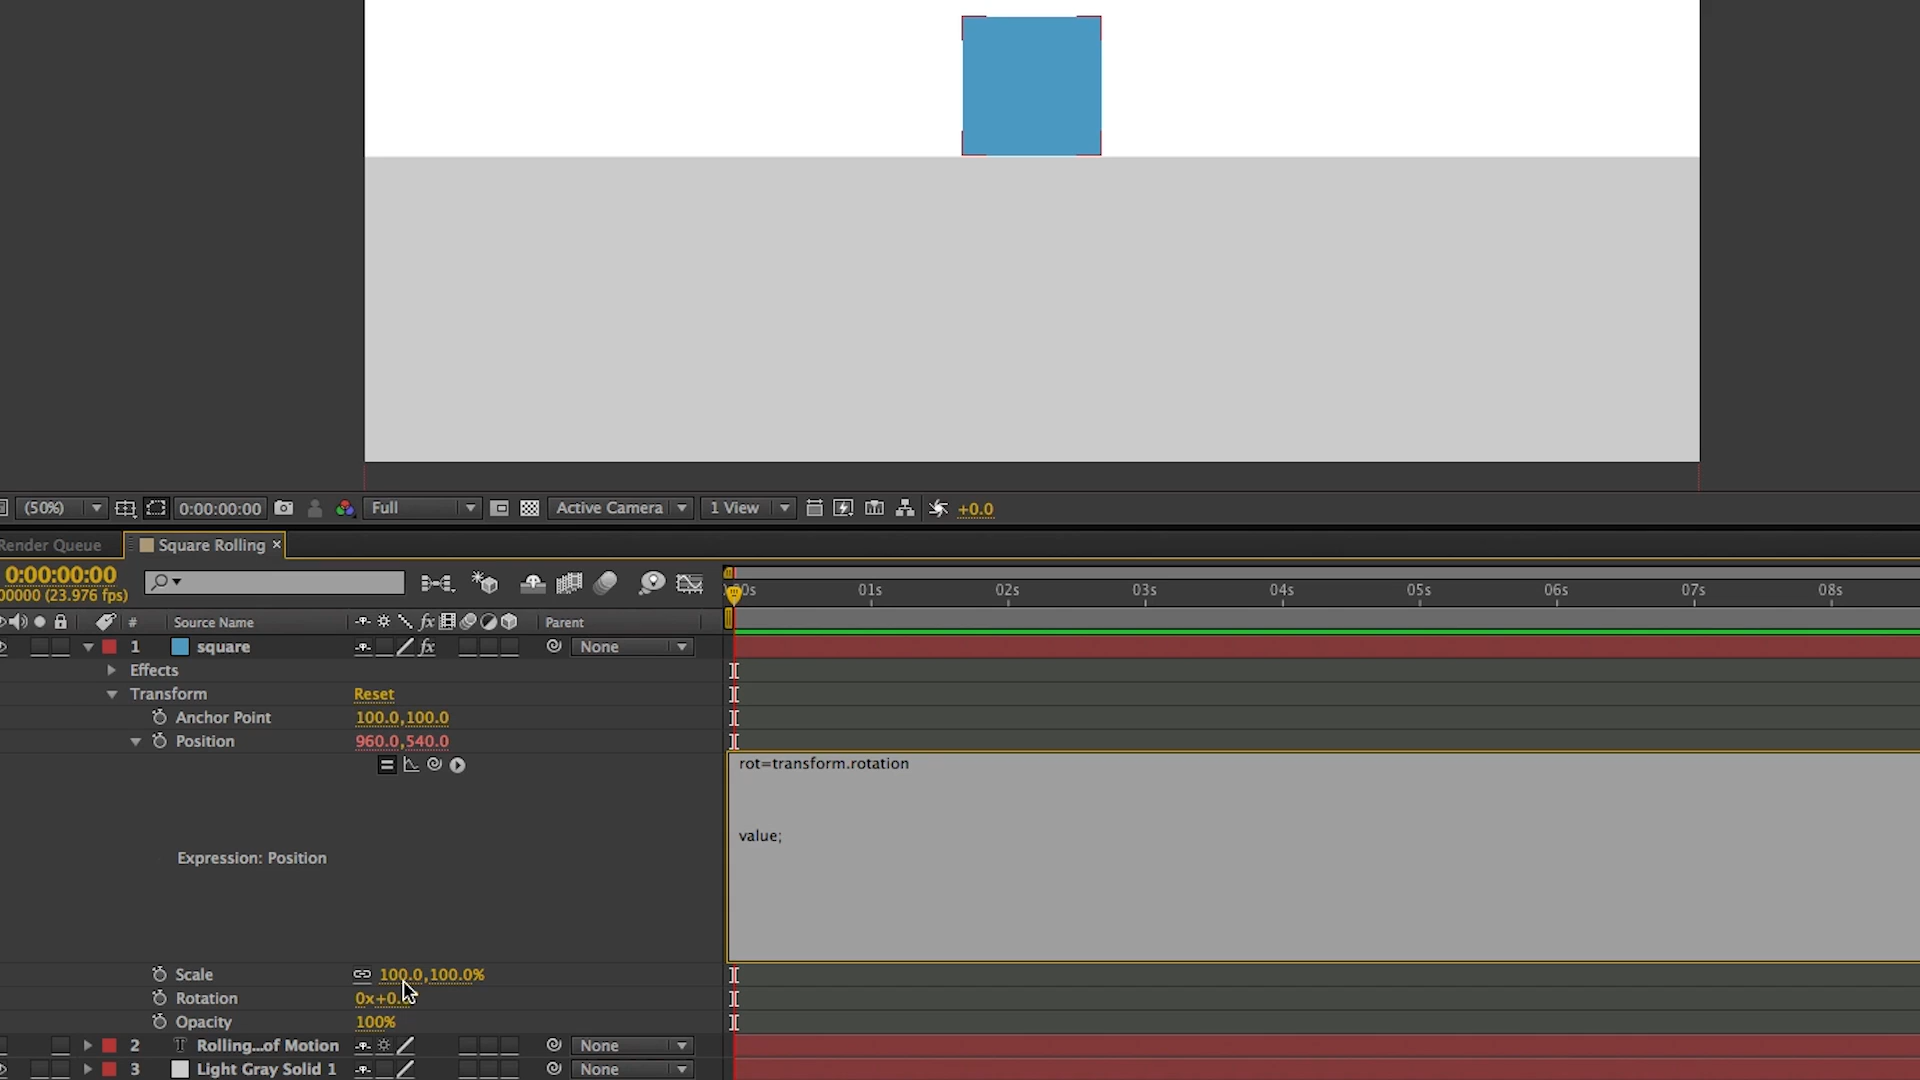 (50%) 0:00:00:00 Full Active Camera 1 View +0.0
Render Queue Square Rolling ×
0:00:00:00
00000 (23.976 fps)
:00s 01s 02s 03s 04s 05s 06s 07s 08s
# Source Name fx Parent
1 square fx None
Effects
Transform Reset
Anchor Point 100.0,100.0
Position 960.0,540.0
rot=transform.rotation
value;
Expression: Position
Scale 100.0,100.0%
Rotation 0x+0.
Opacity 100%
2 T Rolling...of Motion None
3 Light Gray Solid 1 None